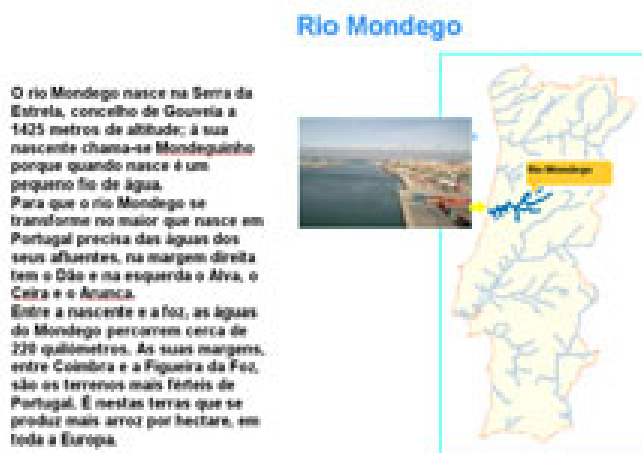 Rio Mondego
O rio Mondego nasce na Serra da
Estrela, concelho de Gouveia a
1425 metros de altitude; à sua
nascente chama-se Mondeguinho
porque quando nasce é um
pequeno fio de água.
Para que o rio Mondego se
transforme no maior que nasce em
Portugal precisa das águas dos
seus afluentes, na margem direita
tem o Dão e na esquerda o Alva, o
Ceira e o Arunca.
Entre a nascente e a foz, as águas
do Mondego percorrem cerca de
220 quilómetros. As suas margens,
entre Coimbra e a Figueira da Foz,
são os terrenos mais férteis de
Portugal. É nestas terras que se
produz mais arroz por hectare, em
toda a Europa.
Rio Mondego